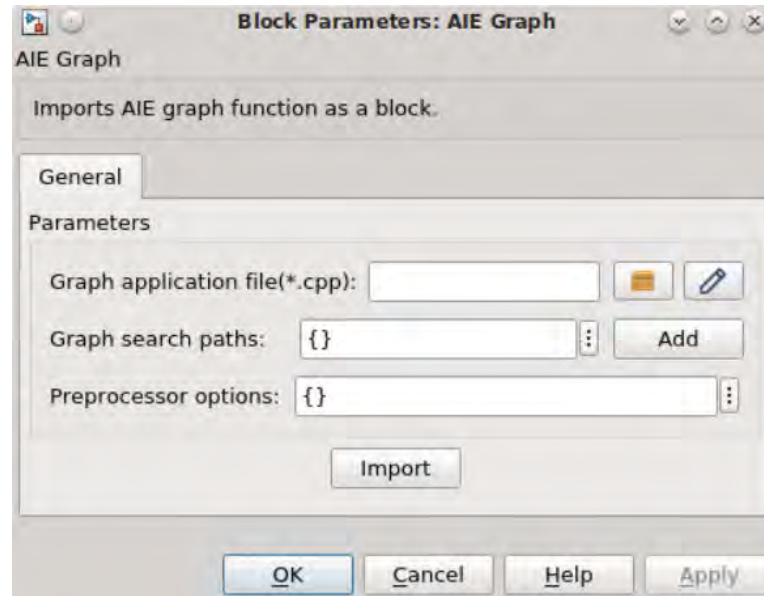 Block Parameters: AIE Graph
AIE Graph
Imports AIE graph function as a block.
General
Parameters
Graph application file(*.cpp):
Graph search paths: {} Add
Preprocessor options: {}
Import
OK Cancel Help Apply